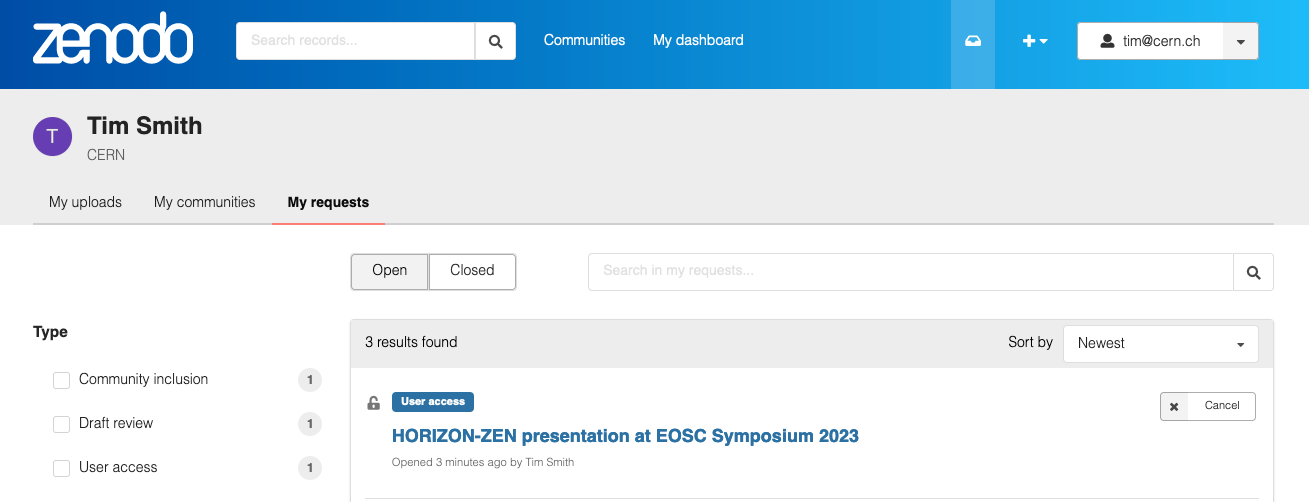 zenodo
Search records...
Communities
My dashboard
tim@cern.ch
T
Tim Smith
CERN
My uploads
My communities
My requests
Open
Closed
Search in my requests...
Type
Community inclusion 1
Draft review 1
User access 1
3 results found
Sort by
Newest
User access
Cancel
HORIZON-ZEN presentation at EOSC Symposium 2023
Opened 3 minutes ago by Tim Smith